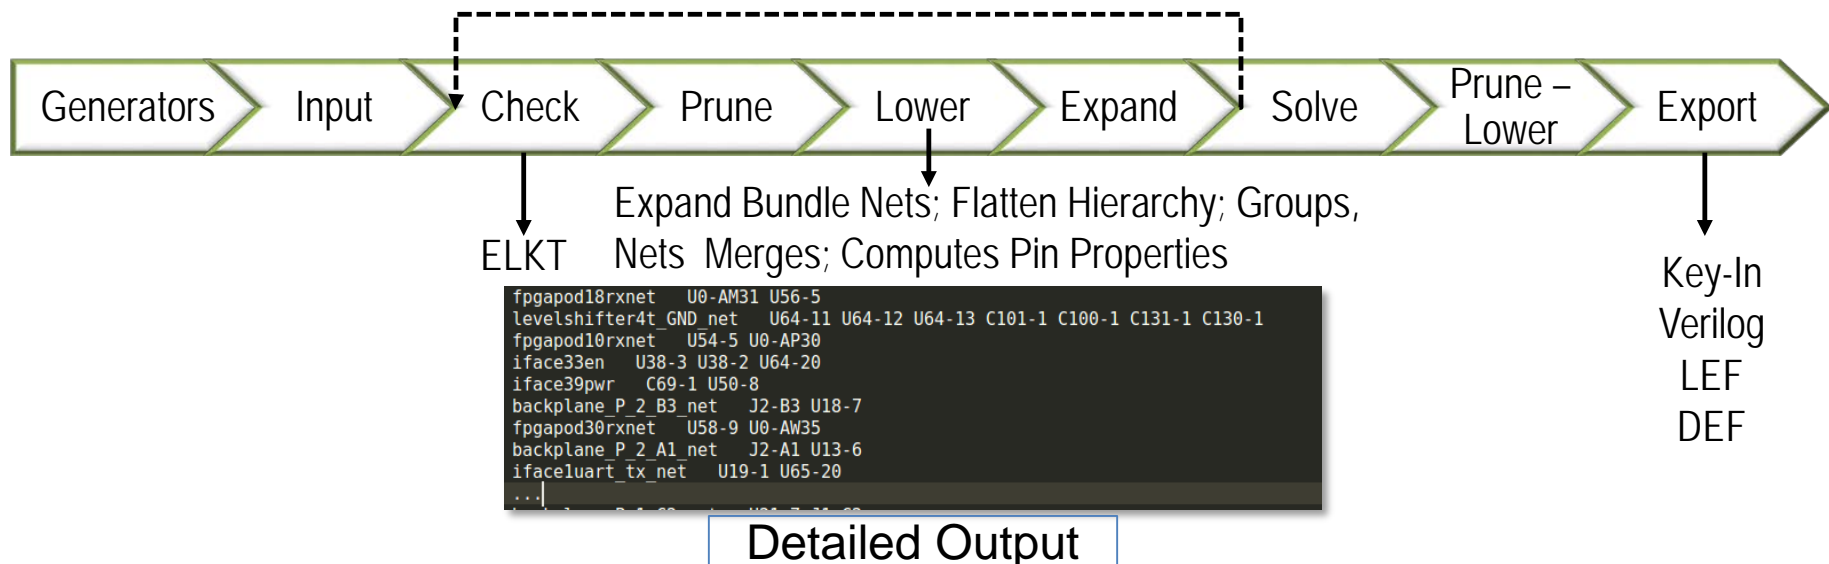 Generators Input Check Prune Lower Expand Solve Prune – Lower Export
Expand Bundle Nets; Flatten Hierarchy; Groups,
Nets Merges; Computes Pin Properties
ELKT
fpgapod18rxnet U0-AM31 U56-5
levelshifter4t_GND_net U64-11 U64-12 U64-13 C101-1 C100-1 C131-1 C130-1
fpgapod10rxnet U54-5 U0-AP30
iface33en U38-3 U38-2 U64-20
iface39pwr C69-1 U50-8
backplane_P_2_B3_net J2-B3 U18-7
fpgapod30rxnet U58-9 U0-AW35
backplane_P_2_A1_net J2-A1 U13-6
iface1uart_tx_net U19-1 U65-20
...
Key-In
Verilog
LEF
DEF
Detailed Output